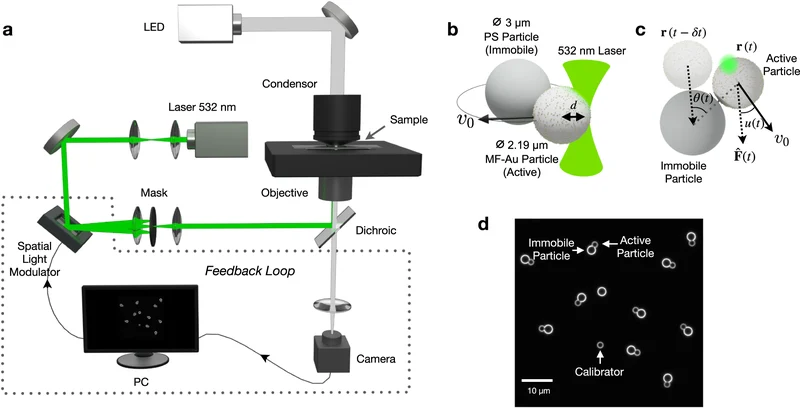 a
LED
Condensor
Laser 532 nm
Sample
Mask
Objective
Dichroic
Spatial
Light
Modulator
Feedback Loop
Camera
PC
b
Ø 3 µm
PS Particle
(Immobile)
532 nm Laser
d
v₀
Ø 2.19 µm
MF-Au Particle
(Active)
c
r(t − δt)
r(t)
Active
Particle
θ(t)
u(t)
v₀
F̂(t)
Immobile
Particle
d
Immobile
Particle
Active
Particle
Calibrator
10 µm